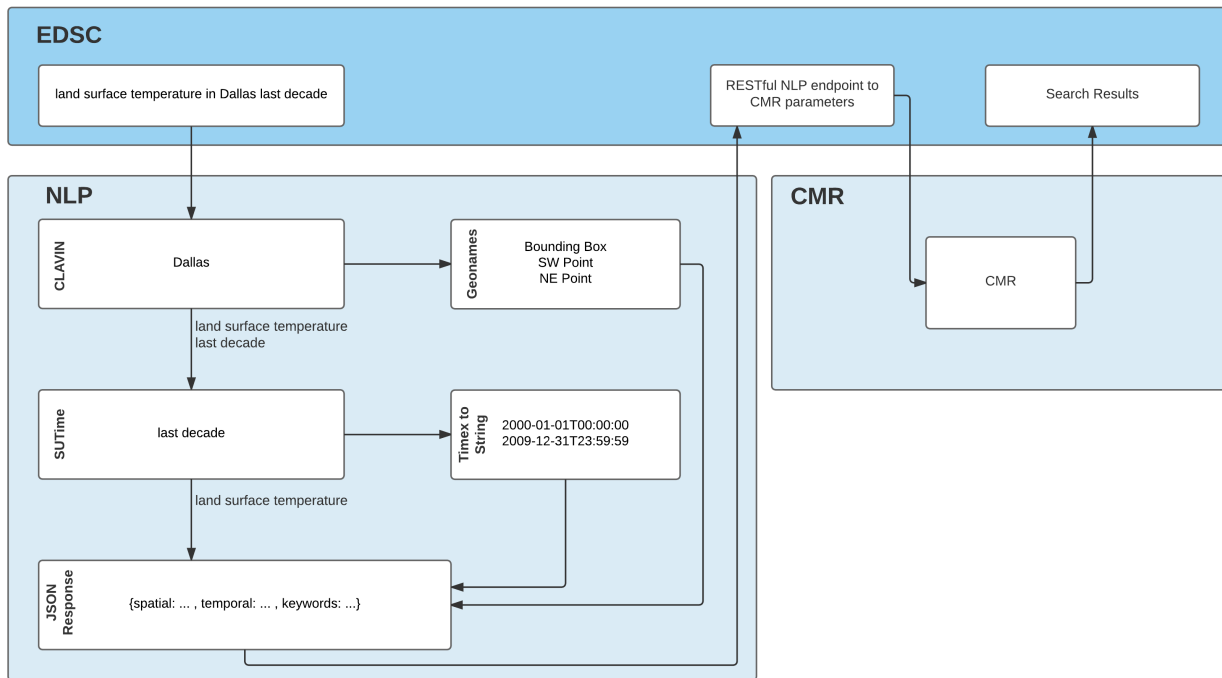 EDSC
land surface temperature in Dallas last decade
RESTful NLP endpoint to
CMR parameters
Search Results
NLP
CLAVIN
Dallas
Geonames
Bounding Box
SW Point
NE Point
land surface temperature
last decade
SUTime
last decade
Timex to
String
2000-01-01T00:00:00
2009-12-31T23:59:59
land surface temperature
JSON
Response
{spatial: ... , temporal: ... , keywords: ...}
CMR
CMR